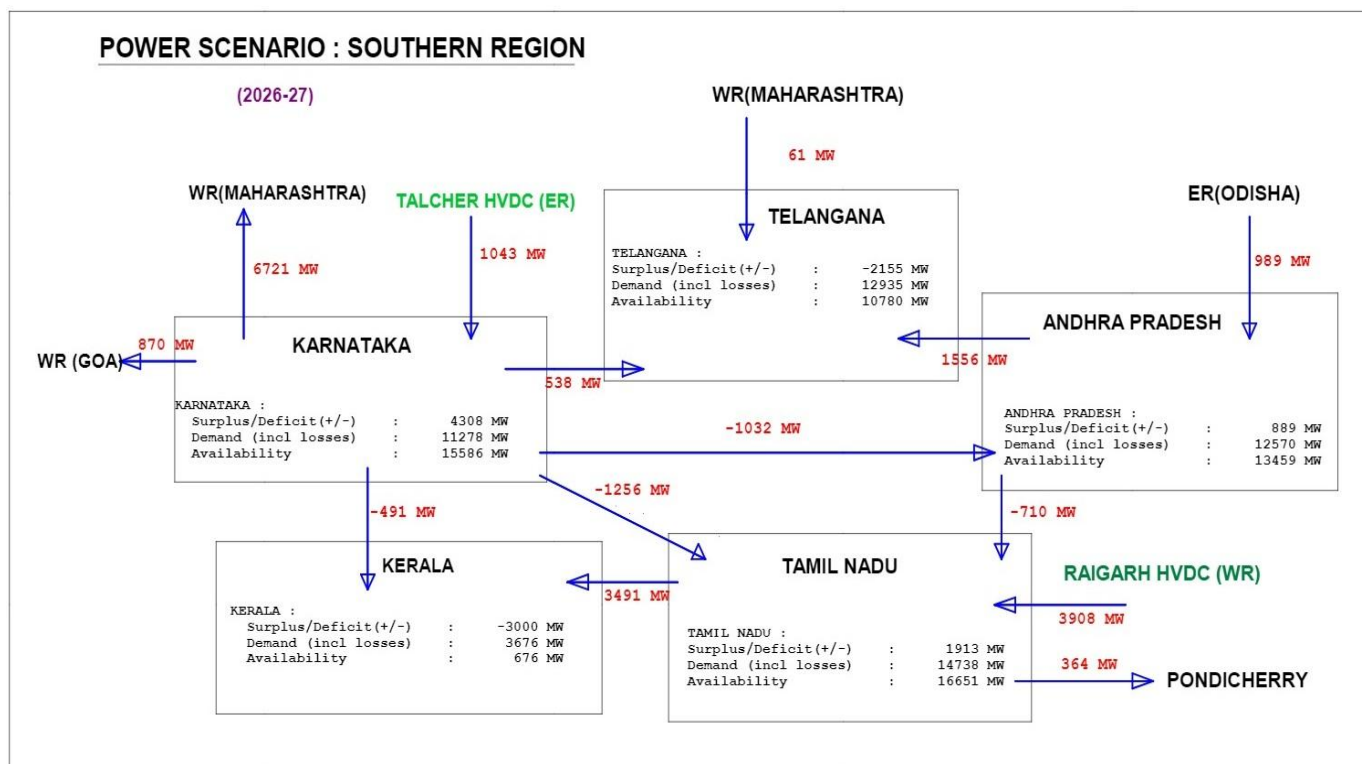 POWER SCENARIO : SOUTHERN REGION
(2026-27)
WR(MAHARASHTRA)
61 MW
WR(MAHARASHTRA)
TALCHER HVDC (ER)
ER(ODISHA)
6721 MW
1043 MW
989 MW
TELANGANA
TELANGANA :
Surplus/Deficit(+/-) : -2155 MW
Demand (incl losses) : 12935 MW
Availability : 10780 MW
WR (GOA)
870 MW
KARNATAKA
538 MW
1556 MW
ANDHRA PRADESH
KARNATAKA :
Surplus/Deficit(+/-) : 4308 MW
Demand (incl losses) : 11278 MW
Availability : 15586 MW
-1032 MW
ANDHRA PRADESH :
Surplus/Deficit(+/-) : 889 MW
Demand (incl losses) : 12570 MW
Availability : 13459 MW
-491 MW
-1256 MW
-710 MW
KERALA
3491 MW
KERALA :
Surplus/Deficit(+/-) : -3000 MW
Demand (incl losses) : 3676 MW
Availability : 676 MW
TAMIL NADU
RAIGARH HVDC (WR)
3908 MW
TAMIL NADU :
Surplus/Deficit(+/-) : 1913 MW
Demand (incl losses) : 14738 MW
Availability : 16651 MW
364 MW
PONDICHERRY